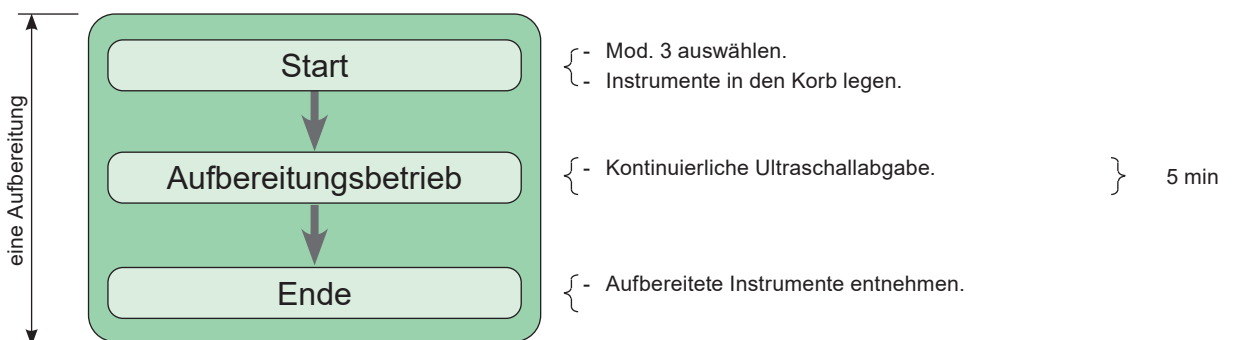 eine Aufbereitung
Start
- Mod. 3 auswählen.
- Instrumente in den Korb legen.
Aufbereitungsbetrieb
- Kontinuierliche Ultraschallabgabe.
5 min
Ende
- Aufbereitete Instrumente entnehmen.